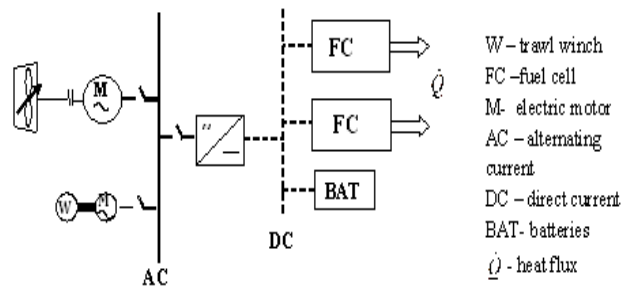 FC
FC
BAT
M
~
W
M
~
~
AC
DC
Q̇
W – trawl winch
FC –fuel cell
M- electric motor
AC – alternating
current
DC – direct current
BAT- batteries
Q̇ - heat flux